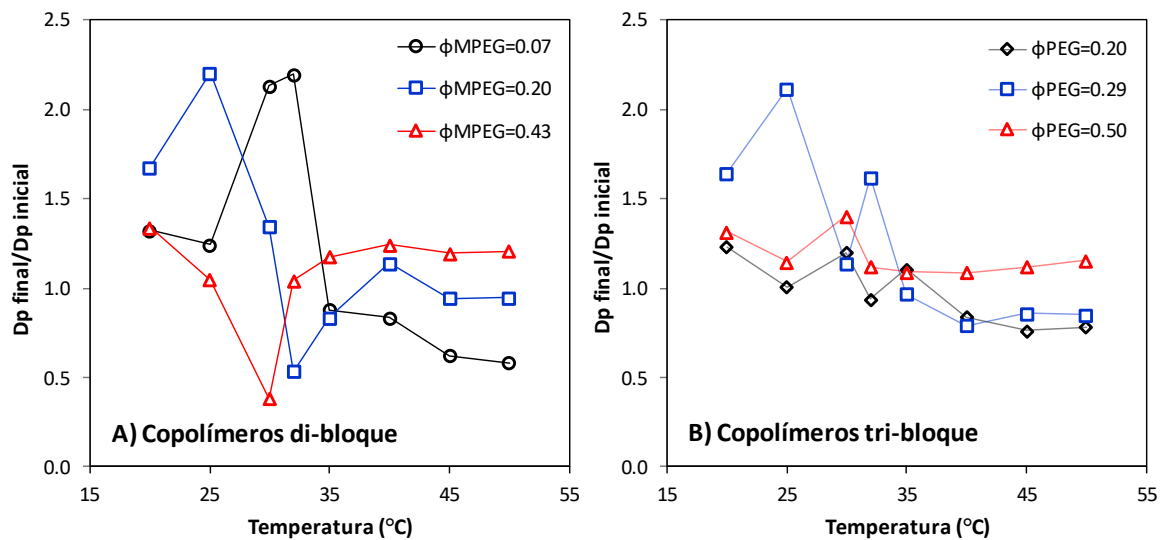 2.5
2.0
1.5
1.0
0.5
0.0
15
25
35
45
55
Dp final/Dp inicial
Temperatura (°C)
ϕMPEG=0.07
ϕMPEG=0.20
ϕMPEG=0.43
A) Copolímeros di-bloque
2.5
2.0
1.5
1.0
0.5
0.0
15
25
35
45
55
Dp final/Dp inicial
Temperatura (°C)
ϕPEG=0.20
ϕPEG=0.29
ϕPEG=0.50
B) Copolímeros tri-bloque